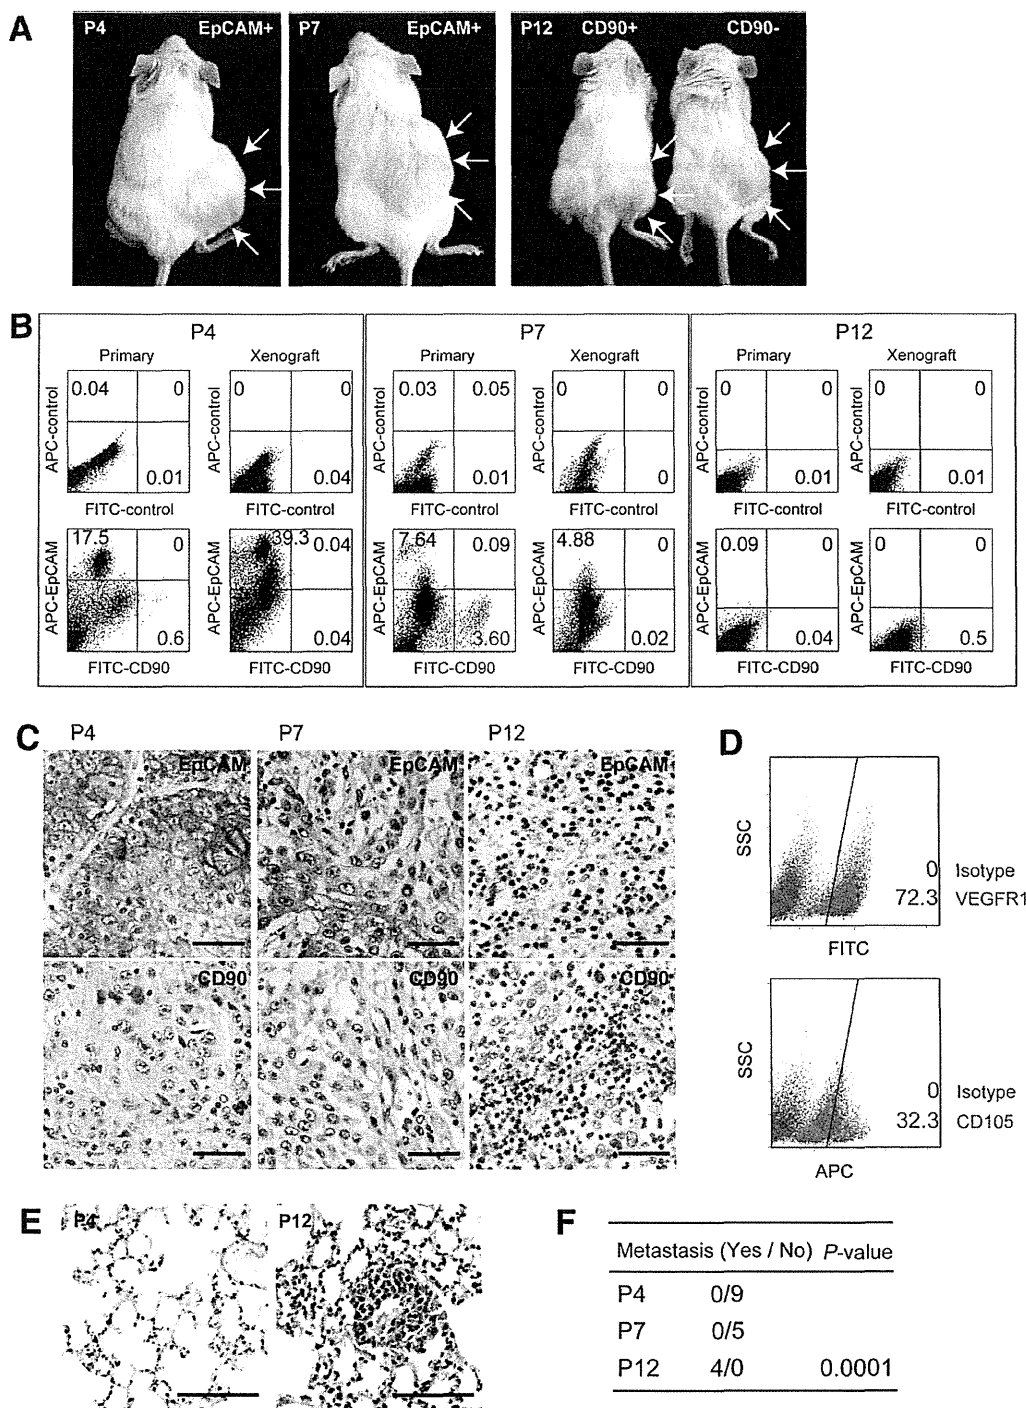 A
P4 EpCAM+
P7 EpCAM+
P12 CD90+ CD90-
B
P4
P7
P12
Primary Xenograft
Primary Xenograft
Primary Xenograft
APC-control
0.04 0
0.01
APC-control
0 0
0.04
APC-control
0.03 0.05
0.01
APC-control
0 0
0
APC-control
0 0
0.01
APC-control
0 0
0.01
FITC-control FITC-control FITC-control FITC-control FITC-control FITC-control
APC-EpCAM
17.5 0
0.6
APC-EpCAM
39.3 0.04
0.04
APC-EpCAM
7.64 0.09
3.60
APC-EpCAM
4.88 0
0.02
APC-EpCAM
0.09 0
0.04
APC-EpCAM
0 0
0.5
FITC-CD90 FITC-CD90 FITC-CD90 FITC-CD90 FITC-CD90 FITC-CD90
C
P4 P7 P12
EpCAM EpCAM EpCAM
CD90 CD90 CD90
D
SSC
0 Isotype
72.3 VEGFR1
FITC
SSC
0 Isotype
32.3 CD105
APC
E
P4 P12
F
Metastasis (Yes / No) P-value
P4 0/9
P7 0/5
P12 4/0 0.0001